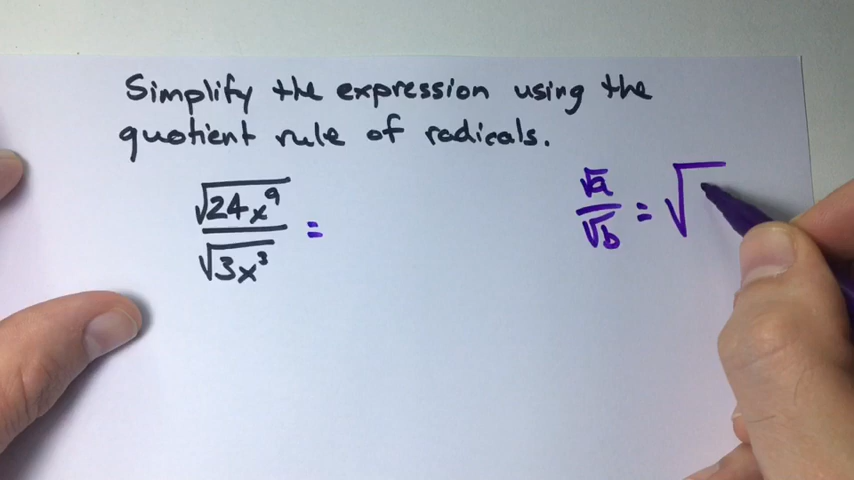 Simplify the expression using the
quotient rule of radicals.
√24x⁹ / √3x³ =
√a / √b = √